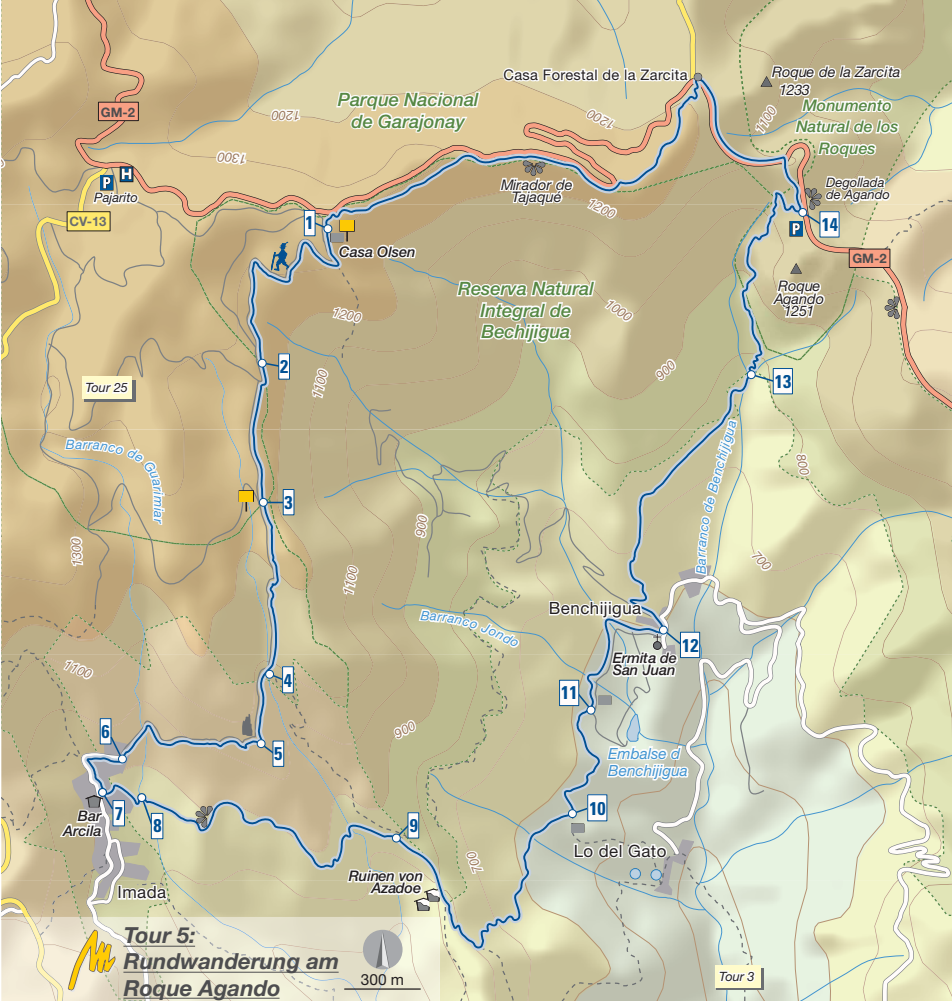 Casa Forestal de la Zarcita
Roque de la Zarcita
1233
GM-2
Parque Nacional
de Garajonay
1200
1200
1100
Monumento
Natural de los
Roques
1300
H
P
Pajarito
Mirador de
Tajaqué
Degollada
de Agando
CV-13
1
1200
14
P
Casa Olsen
GM-2
Reserva Natural
Integral de
Bechijigua
Roque
Agando
1251
1200
1000
2
1100
900
13
Tour 25
Barranco de Guarimiar
Barranco de Benchijigua
800
3
900
1300
700
1100
Benchijigua
Barranco Jondo
12
Ermita de
San Juan
1100
4
11
6
900
5
Embalse d
Benchijigua
7
8
9
10
Bar
Arcila
Lo del Gato
700
Ruinen von
Azadoe
Imada
Tour 5:
Rundwanderung am
Roque Agando
300 m
Tour 3